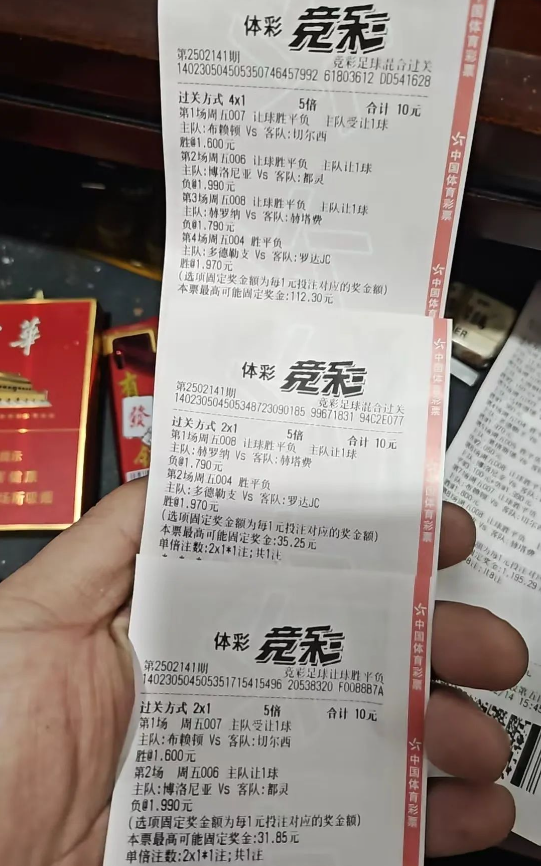 体彩 竞彩
第2502141期 竞彩足球混合过关
140230504505350746457992 61803612 DD541628
过关方式 4x1 5倍 合计 10元
第1场周五007 让球胜平负 主队受让1球
主队:布赖顿 Vs 客队:切尔西
胜@1.600元
第2场周五006 让球胜平负 主队让1球
主队:博洛尼亚 Vs 客队:都灵
负@1.990元
第3场周五008 让球胜平负 主队让1球
主队:赫罗纳 Vs 客队:赫塔费
负@1.790元
第4场周五004 胜平负
主队:多德勒支 Vs 客队:罗达JC
胜@1.970元
(选项固定奖金额为每1元投注对应的奖金额)
本票最高可能固定奖金:112.30元
中国体育彩票
体彩 竞彩
第2502141期 竞彩足球混合过关
140230504505348723090185 99671831 94C2E077
过关方式 2x1 5倍 合计 10元
第1场周五008 让球胜平负 主队让1球
主队:赫罗纳 Vs 客队:赫塔费
负@1.790元
第2场周五004 胜平负
主队:多德勒支 Vs 客队:罗达JC
胜@1.970元
(选项固定奖金额为每1元投注对应的奖金额)
本票最高可能固定奖金:35.25元
单倍注数:2x1*1注;共1注
中国体育彩票
体彩 竞彩
第2502141期 竞彩足球让球胜平负
140230504505351715415496 20538320 F00B8B7A
过关方式 2x1 5倍 合计 10元
第1场 周五007 主队受让1球
主队:布赖顿 Vs 客队:切尔西
胜@1.600元
第2场 周五006 主队让1球
主队:博洛尼亚 Vs 客队:都灵
负@1.990元
(选项固定奖金额为每1元投注对应的奖金额)
本票最高可能固定奖金:31.85元
单倍注数:2x1*1注;共1注
中国体育彩票
华
發